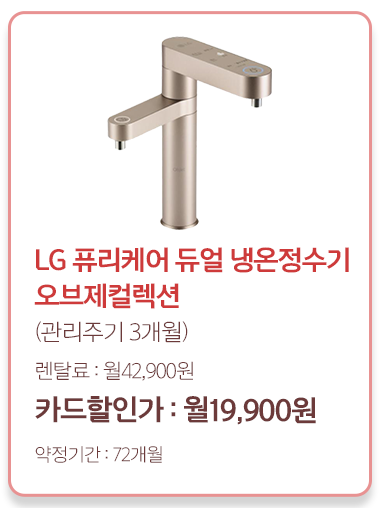 LG 퓨리케어 듀얼 냉온정수기
오브제컬렉션
(관리주기 3개월)
렌탈료 : 월42,900원
카드할인가 : 월19,900원
약정기간 : 72개월